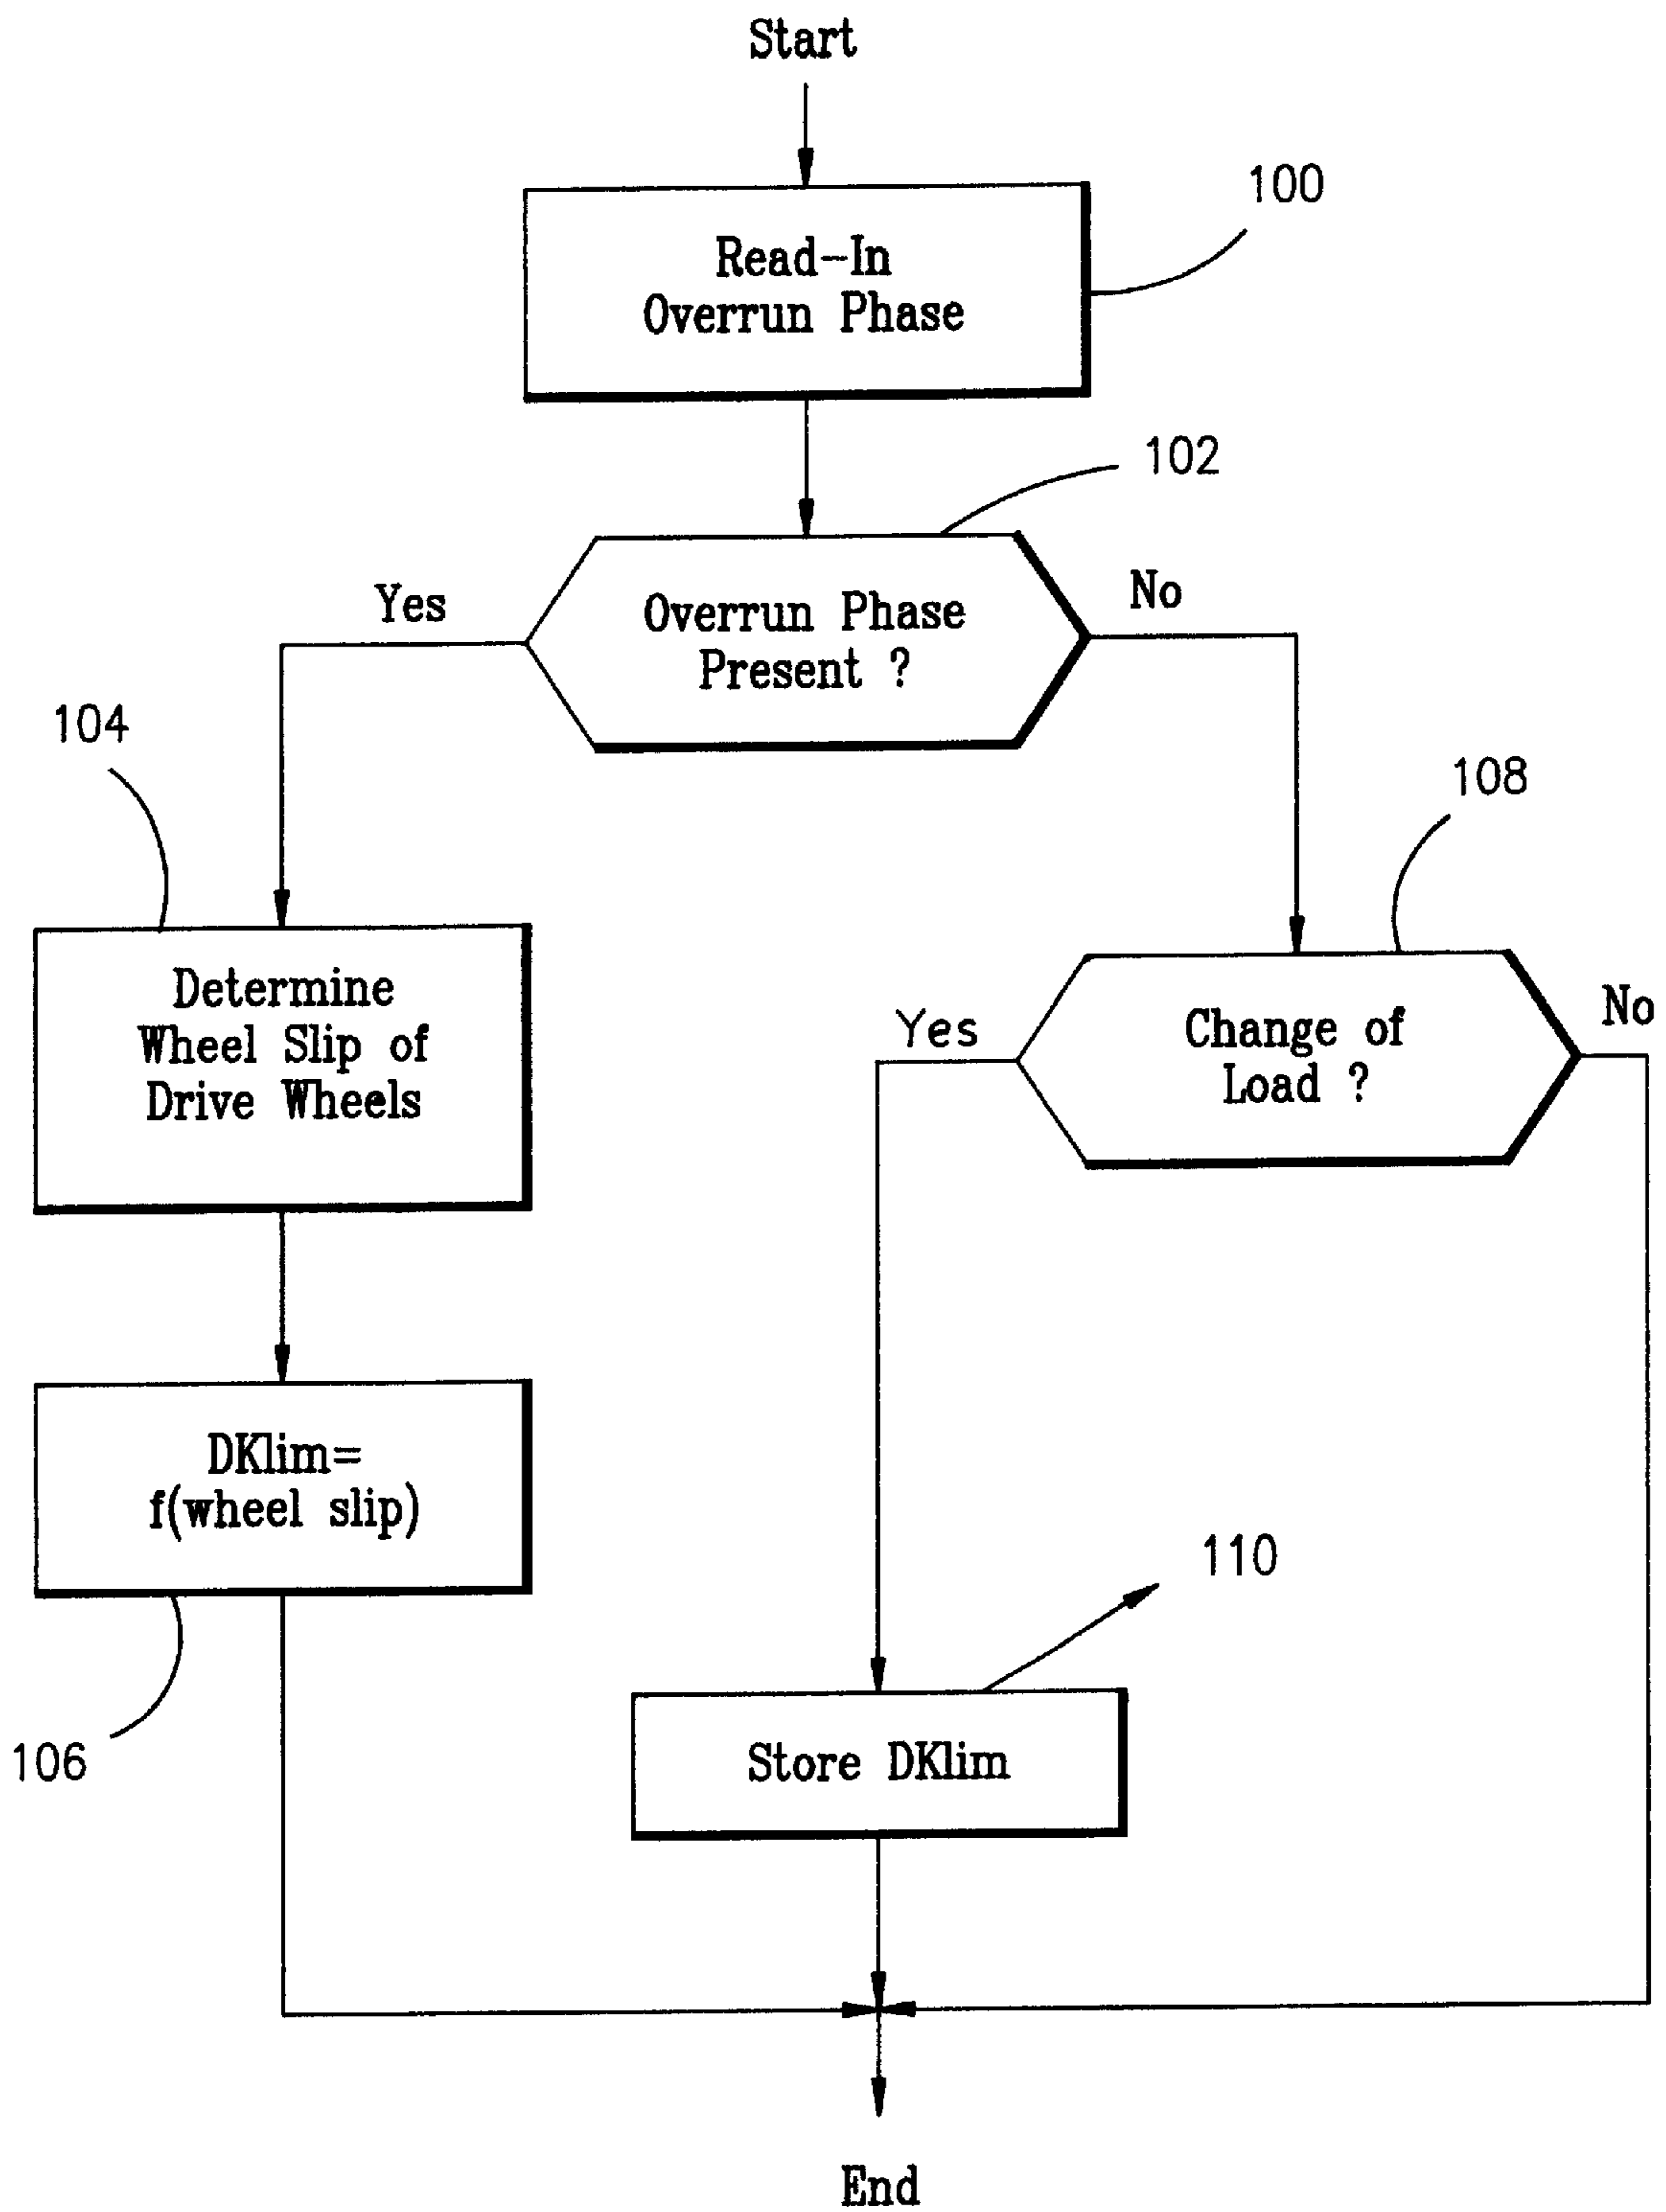 Start
100
Read-In
Overrun Phase
102
Yes
No
Overrun Phase
Present ?
104
108
Determine
Wheel Slip of
Drive Wheels
Yes
No
Change of
Load ?
DKlim=
f(wheel slip)
110
106
Store DKlim
End